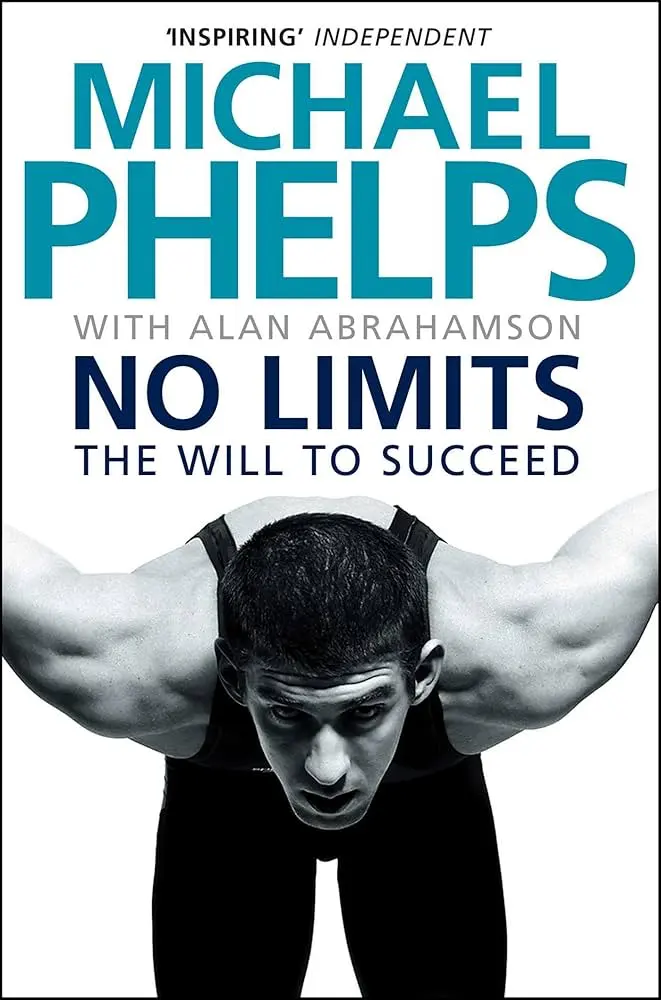 'INSPIRING' INDEPENDENT
MICHAEL
PHELPS
WITH ALAN ABRAHAMSON
NO LIMITS
THE WILL TO SUCCEED